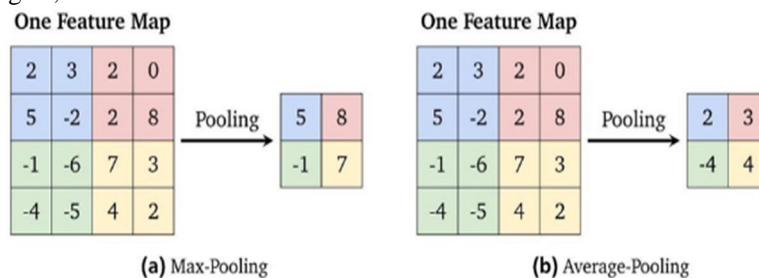 One Feature Map One Feature Map
2 3 2 0 2 3 2 0
5 -2 2 8 Pooling 5 8 5 -2 2 8 Pooling 2 3
-1 -6 7 3 -1 7 -1 -6 7 3 -4 4
-4 -5 4 2 -4 -5 4 2
(a) Max-Pooling (b) Average-Pooling